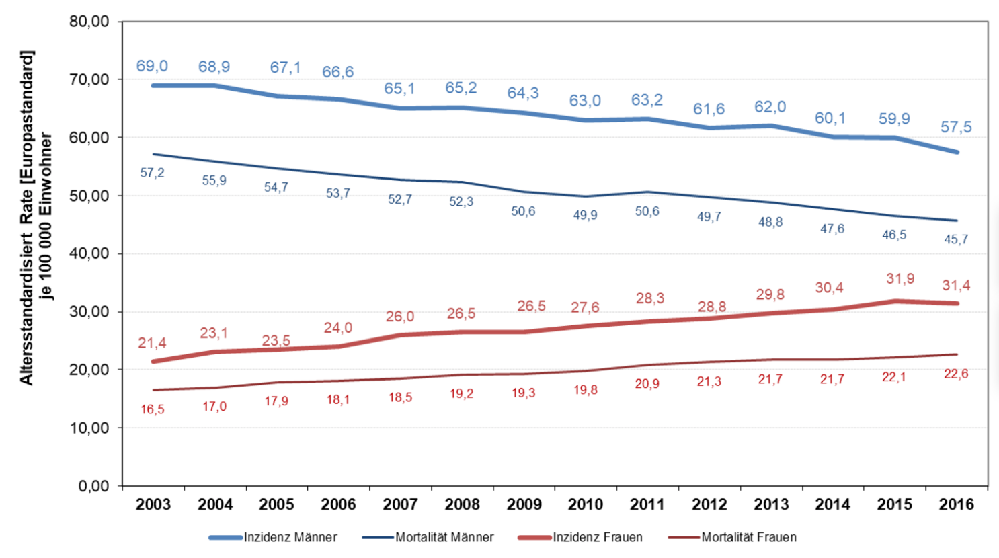 80,00
70,00
60,00
50,00
40,00
30,00
20,00
10,00
0,00
Altersstandardisiert Rate [Europastandard]
je 100 000 Einwohner
69,0 68,9 67,1 66,6 65,1 65,2 64,3 63,0 63,2 61,6 62,0 60,1 59,9 57,5
57,2 55,9 54,7 53,7 52,7 52,3 50,6 49,9 50,6 49,7 48,8 47,6 46,5 45,7
21,4 23,1 23,5 24,0 26,0 26,5 26,5 27,6 28,3 28,8 29,8 30,4 31,9 31,4
16,5 17,0 17,9 18,1 18,5 19,2 19,3 19,8 20,9 21,3 21,7 21,7 22,1 22,6
2003 2004 2005 2006 2007 2008 2009 2010 2011 2012 2013 2014 2015 2016
Inzidenz Männer Mortalität Männer Inzidenz Frauen Mortalität Frauen